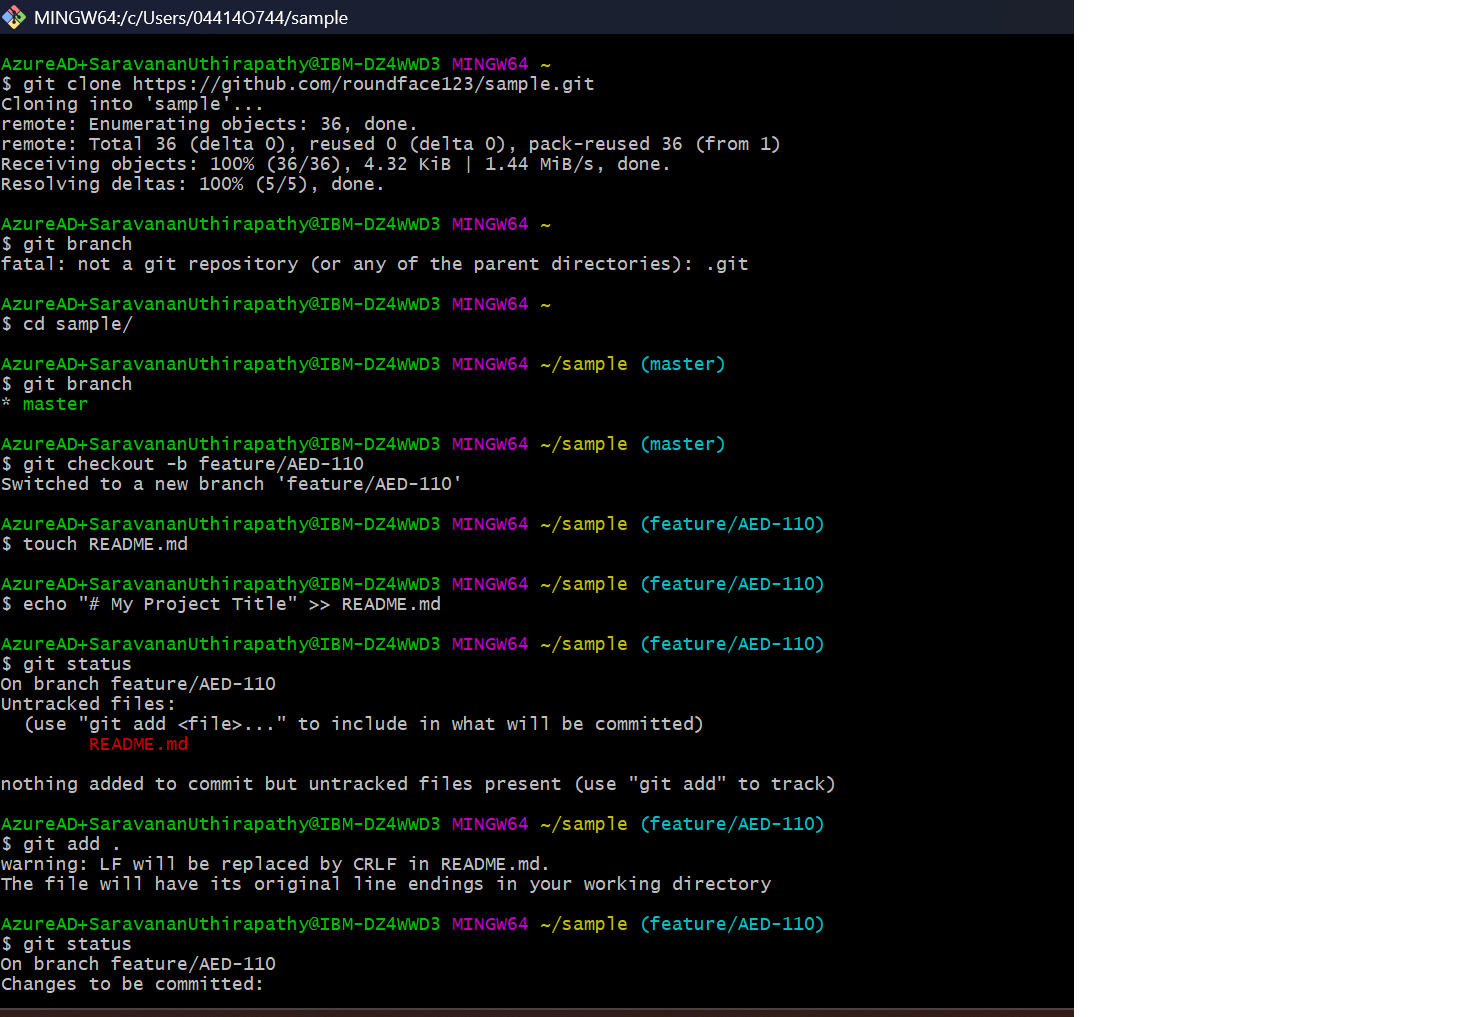 MINGW64:/c/Users/04414O744/sample
AzureAD+SaravananUthirapathy@IBM-DZ4WWD3 MINGW64 ~
$ git clone https://github.com/roundface123/sample.git
Cloning into 'sample'...
remote: Enumerating objects: 36, done.
remote: Total 36 (delta 0), reused 0 (delta 0), pack-reused 36 (from 1)
Receiving objects: 100% (36/36), 4.32 KiB | 1.44 MiB/s, done.
Resolving deltas: 100% (5/5), done.
AzureAD+SaravananUthirapathy@IBM-DZ4WWD3 MINGW64 ~
$ git branch
fatal: not a git repository (or any of the parent directories): .git
AzureAD+SaravananUthirapathy@IBM-DZ4WWD3 MINGW64 ~
$ cd sample/
AzureAD+SaravananUthirapathy@IBM-DZ4WWD3 MINGW64 ~/sample (master)
$ git branch
* master
AzureAD+SaravananUthirapathy@IBM-DZ4WWD3 MINGW64 ~/sample (master)
$ git checkout -b feature/AED-110
Switched to a new branch 'feature/AED-110'
AzureAD+SaravananUthirapathy@IBM-DZ4WWD3 MINGW64 ~/sample (feature/AED-110)
$ touch README.md
AzureAD+SaravananUthirapathy@IBM-DZ4WWD3 MINGW64 ~/sample (feature/AED-110)
$ echo "# My Project Title" >> README.md
AzureAD+SaravananUthirapathy@IBM-DZ4WWD3 MINGW64 ~/sample (feature/AED-110)
$ git status
On branch feature/AED-110
Untracked files:
  (use "git add <file>..." to include in what will be committed)
        README.md
nothing added to commit but untracked files present (use "git add" to track)
AzureAD+SaravananUthirapathy@IBM-DZ4WWD3 MINGW64 ~/sample (feature/AED-110)
$ git add .
warning: LF will be replaced by CRLF in README.md.
The file will have its original line endings in your working directory
AzureAD+SaravananUthirapathy@IBM-DZ4WWD3 MINGW64 ~/sample (feature/AED-110)
$ git status
On branch feature/AED-110
Changes to be committed: